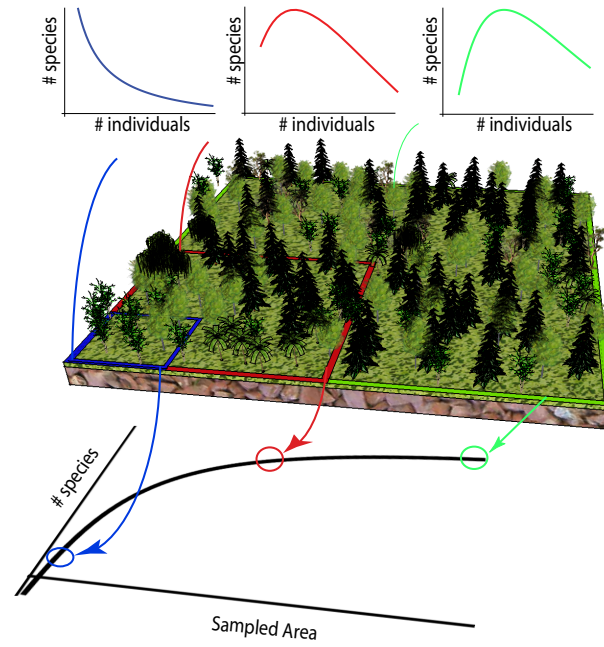 # species
# individuals
# species
# individuals
# species
# individuals
# species
Sampled Area